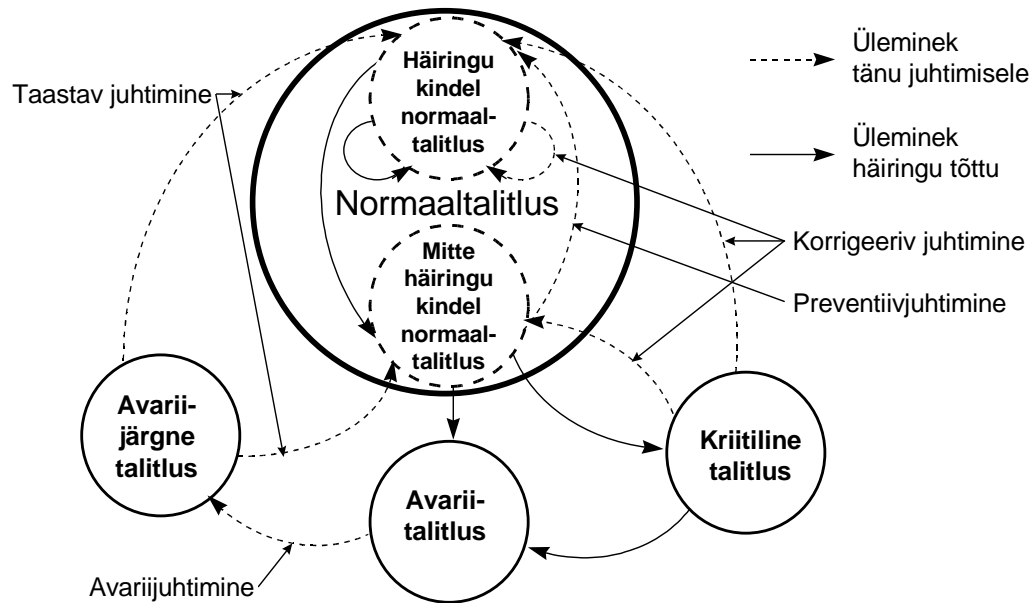 Häiringu
kindel
normaal-
talitlus
Normaaltalitlus
Mitte
häiringu
kindel
normaal-
talitlus
Üleminek
tänu juhtimisele
Üleminek
häiringu tõttu
Taastav juhtimine
Korrigeeriv juhtimine
Preventiivjuhtimine
Avarii-
järgne
talitlus
Kriitiline
talitlus
Avarii-
talitlus
Avariijuhtimine